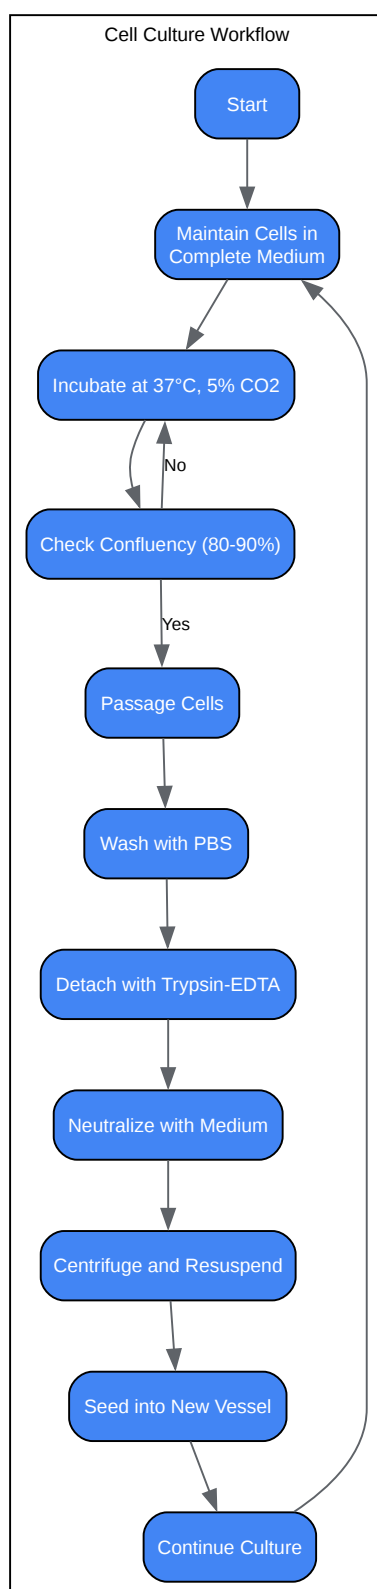 Cell Culture Workflow
Start
Maintain Cells in
Complete Medium
Incubate at 37°C, 5% CO2
No
Check Confluency (80-90%)
Yes
Passage Cells
Wash with PBS
Detach with Trypsin-EDTA
Neutralize with Medium
Centrifuge and Resuspend
Seed into New Vessel
Continue Culture